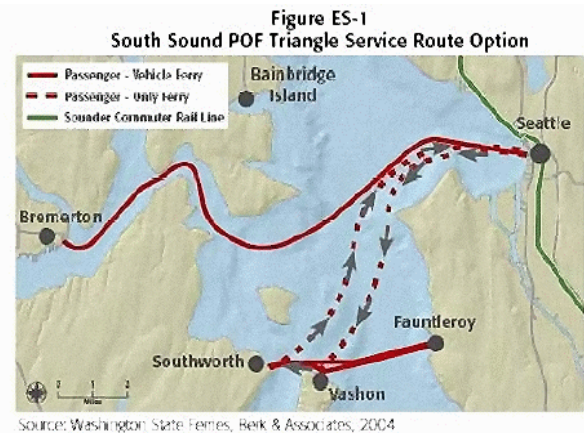 Figure ES-1
South Sound POF Triangle Service Route Option
Passenger - Vehicle Ferry
Passenger - Only Ferry
Sounder Commuter Rail Line
Bainbridge
Island
Seattle
Bremerton
Fauntleroy
Southworth
Vashon
0 1 2
Miles
Source: Washington State Ferries, Berk & Associates, 2004